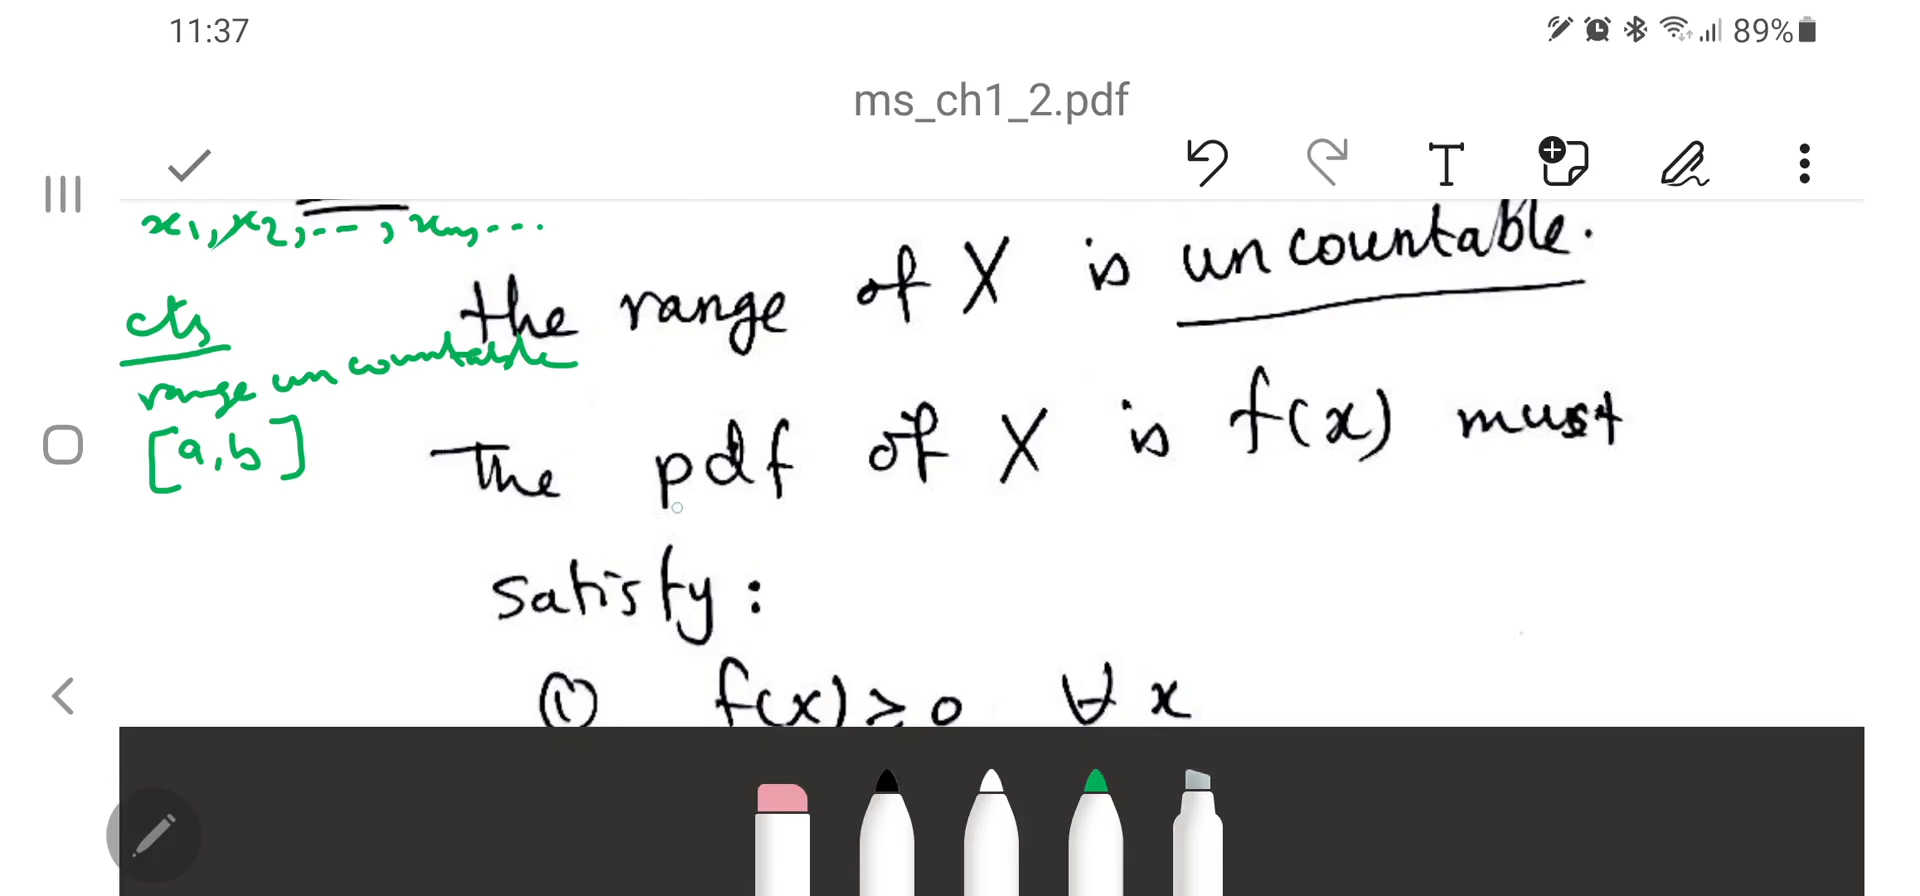 11:37
89%
ms_ch1_2.pdf
T
x1, x2, --, xn, ...
the range of X is uncountable.
cts
range uncountable
[a,b]
The pdf of X is f(x) must
satisfy:
① f(x) ≥ 0 ∀ x